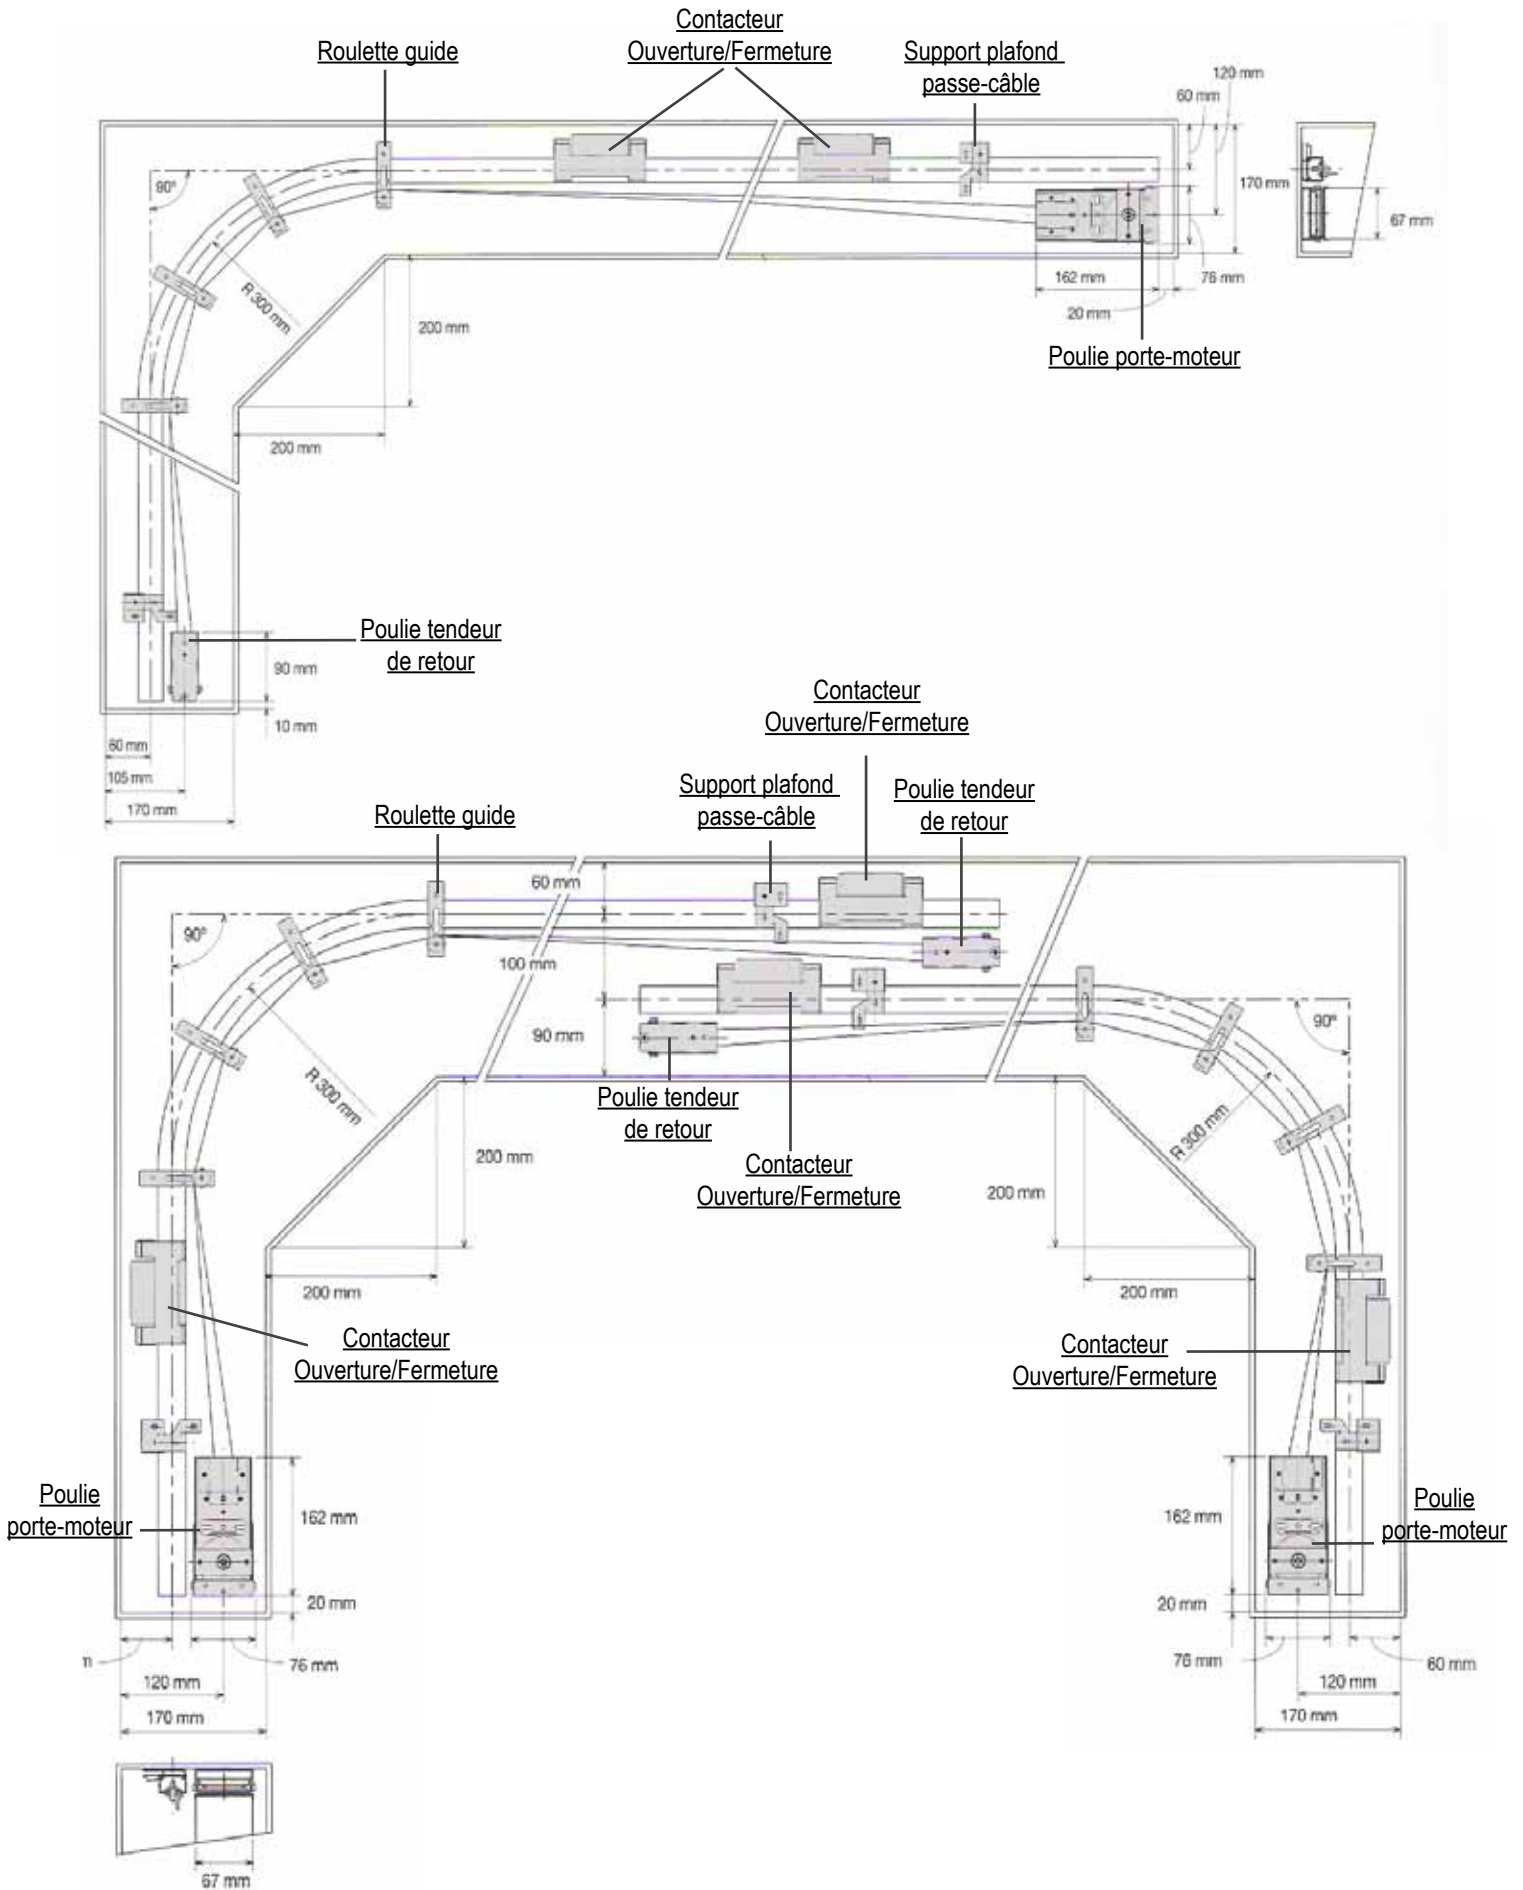 Contacteur
Ouverture/Fermeture
Roulette guide
Support plafond
passe-câble
120 mm
60 mm
90°
170 mm
67 mm
R 300 mm
162 mm
76 mm
20 mm
200 mm
Poulie porte-moteur
200 mm
Poulie tendeur
de retour
90 mm
10 mm
60 mm
105 mm
170 mm
Contacteur
Ouverture/Fermeture
Support plafond
passe-câble
Poulie tendeur
de retour
Roulette guide
60 mm
90°
100 mm
90 mm
90°
R 300 mm
Poulie tendeur
de retour
R 300 mm
200 mm
Contacteur
Ouverture/Fermeture
200 mm
200 mm
200 mm
Contacteur
Ouverture/Fermeture
Contacteur
Ouverture/Fermeture
Poulie
porte-moteur
162 mm
162 mm
Poulie
porte-moteur
20 mm
20 mm
76 mm
76 mm
60 mm
120 mm
120 mm
170 mm
170 mm
67 mm